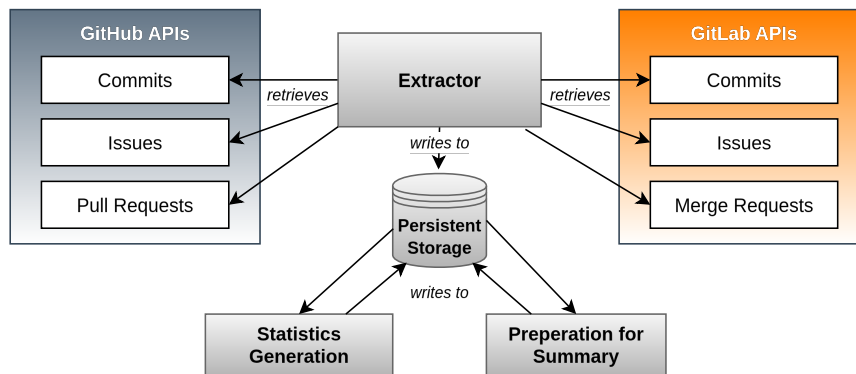 GitHub APIs
Commits
Issues
Pull Requests
retrieves
Extractor
writes to
retrieves
GitLab APIs
Commits
Issues
Merge Requests
Persistent
Storage
writes to
Statistics
Generation
Preperation for
Summary